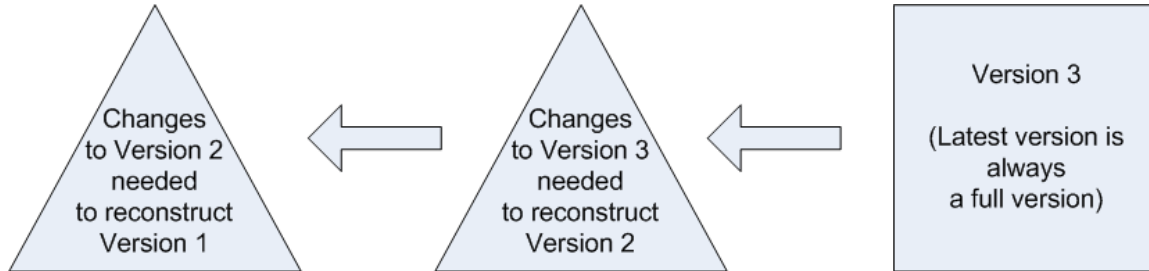 Changes
to Version 2
needed
to reconstruct
Version 1
Changes
to Version 3
needed
to reconstruct
Version 2
Version 3
(Latest version is
always
a full version)